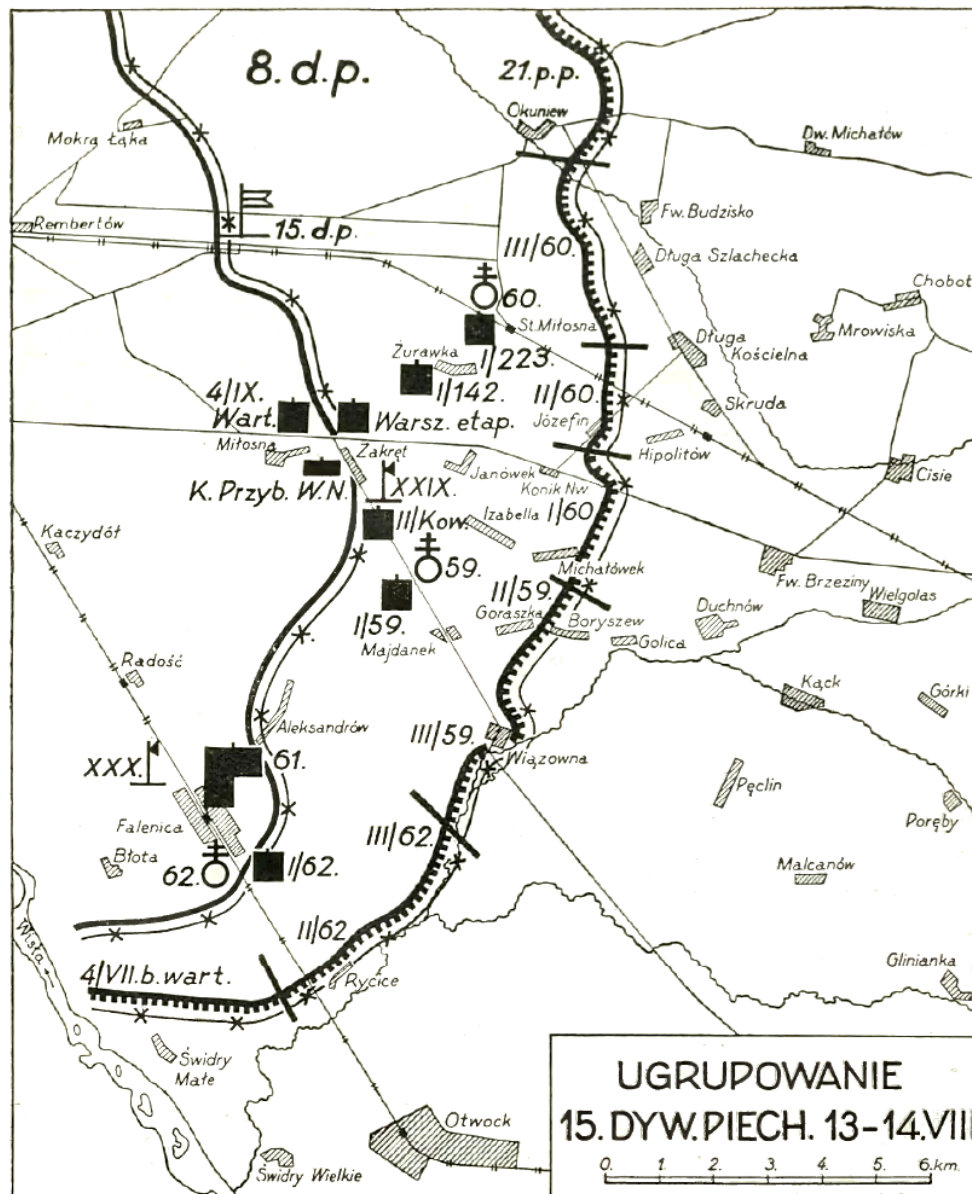 8. d.p.
21. p.p.
Okuniew
Mokra Łąka
Dw. Michałów
Rembertów
15. d.p.
Fw. Budzisko
III/60.
Długa Szlachecka
60.
St. Miłosna
Chobot
Mrowiska
Długa
Kościelna
Żurawka
I/223.
I/142.
4/IX.
Wart.
Warsz. etap.
II/60.
Józefin
Skruda
Hipolitów
Miłosna
Zakręt
Janówek
Konik Nw.
Cisie
K. Przyb. W.N.
XXIX.
Izabella
I/60
II/Kow.
Kaczydół
59.
Michałówek
Fw. Brzeziny
Wielgolas
II/59.
I/59.
Goraszka
Boryszew
Duchnów
Majdanek
Golica
Radość
Kąck
Górki
Aleksandrów
III/59.
Wiązowna
XXX.
61.
Pęclin
Poręby
Falenica
III/62.
Błota
62.
I/62.
Malcanów
II/62
Wisła
4/VII.b.wart.
Rycice
Glinianka
Świdry
Małe
Otwock
Świdry Wielkie
UGRUPOWANIE
15. DYW. PIECH. 13-14.VIII
0. 1. 2. 3. 4. 5. 6.km.